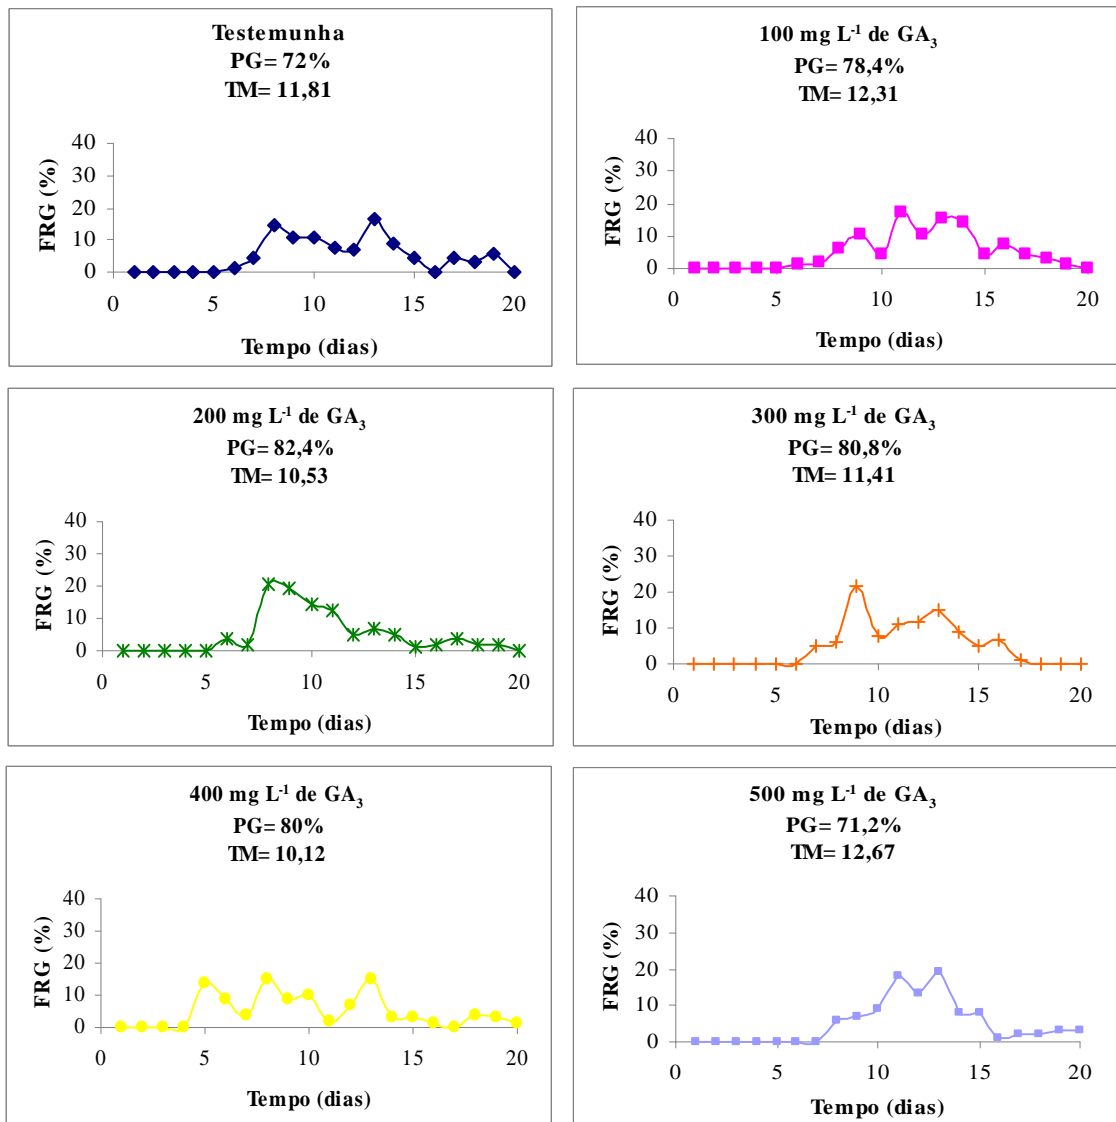 Testemunha
PG= 72%
TM= 11,81
40
30
20
10
0
FRG (%)
0 5 10 15 20
Tempo (dias)
100 mg L⁻¹ de GA₃
PG= 78,4%
TM= 12,31
40
30
20
10
0
FRG (%)
0 5 10 15 20
Tempo (dias)
200 mg L⁻¹ de GA₃
PG= 82,4%
TM= 10,53
40
30
20
10
0
FRG (%)
0 5 10 15 20
Tempo (dias)
300 mg L⁻¹ de GA₃
PG= 80,8%
TM= 11,41
40
30
20
10
0
FRG (%)
0 5 10 15 20
Tempo (dias)
400 mg L⁻¹ de GA₃
PG= 80%
TM= 10,12
40
30
20
10
0
FRG (%)
0 5 10 15 20
Tempo (dias)
500 mg L⁻¹ de GA₃
PG= 71,2%
TM= 12,67
40
30
20
10
0
FRG (%)
0 5 10 15 20
Tempo (dias)